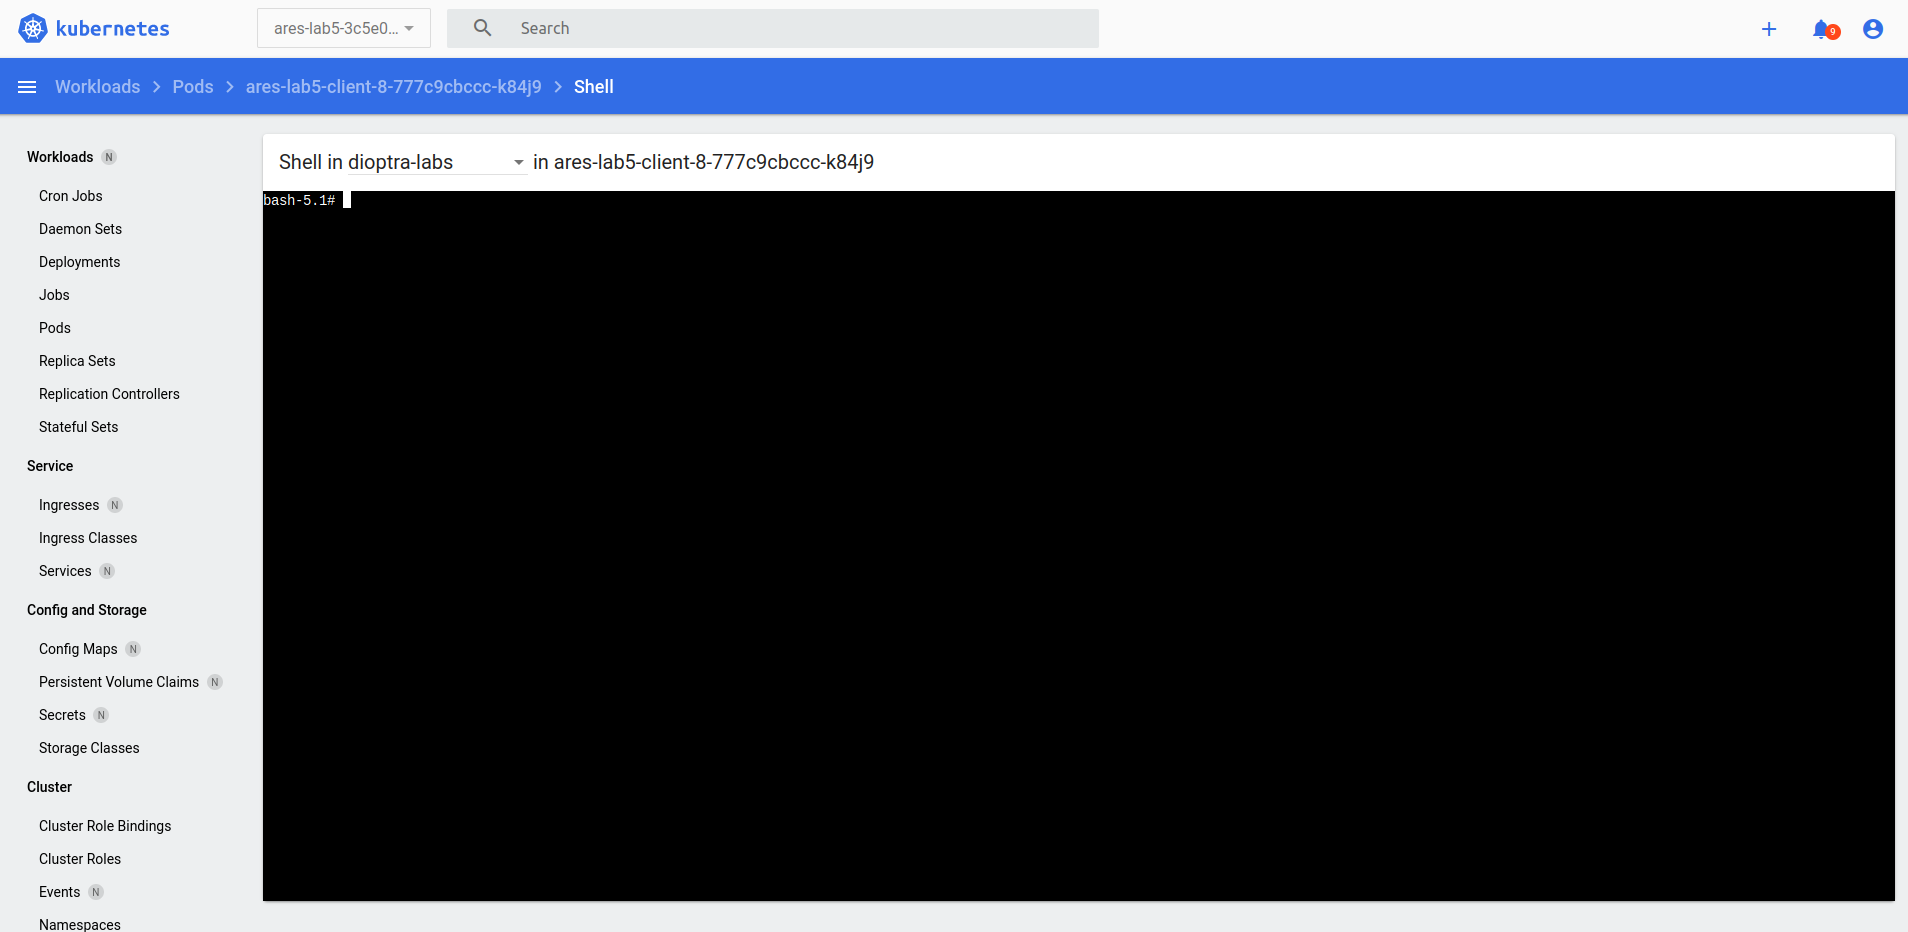 kubernetes
ares-lab5-3c5e0...
Search
9
Workloads > Pods > ares-lab5-client-8-777c9cbccc-k84j9 > Shell
Workloads N
Cron Jobs
Daemon Sets
Deployments
Jobs
Pods
Replica Sets
Replication Controllers
Stateful Sets
Service
Ingresses N
Ingress Classes
Services N
Config and Storage
Config Maps N
Persistent Volume Claims N
Secrets N
Storage Classes
Cluster
Cluster Role Bindings
Cluster Roles
Events N
Namespaces
Shell in dioptra-labs in ares-lab5-client-8-777c9cbccc-k84j9
bash-5.1#